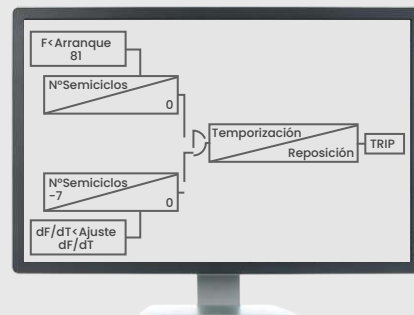 F<Arranque
81
NºSemiciclos
0
Temporización
Reposición
TRIP
NºSemiciclos
-7
0
dF/dT<Ajuste
dF/dT